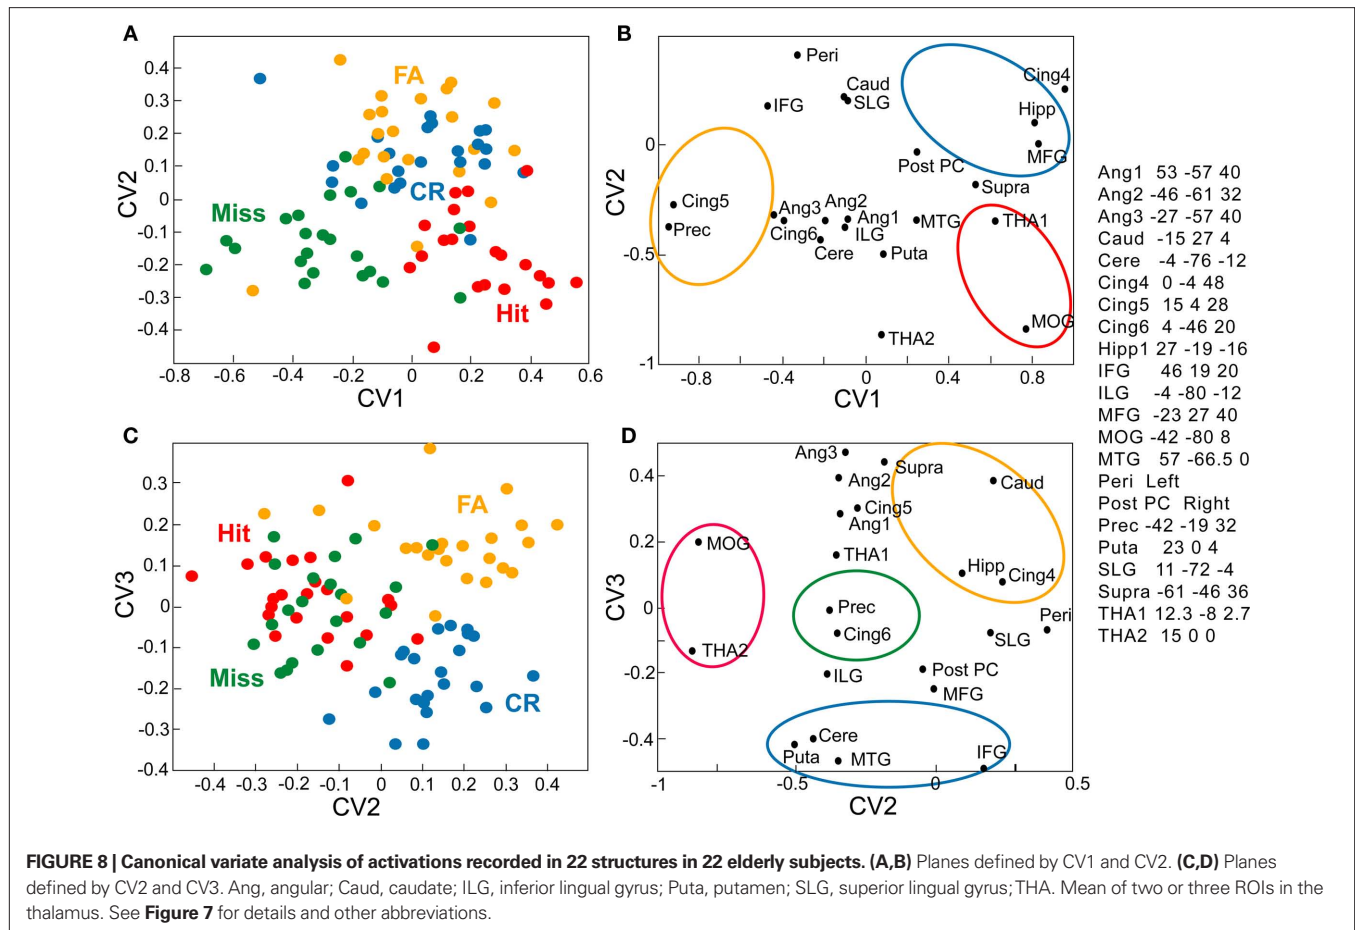 A
0.4
0.3
0.2
0.1
0
-0.1
-0.2
-0.3
-0.4
CV2
FA
CR
Miss
Hit
-0.8 -0.6 -0.4 -0.2 0 0.2 0.4 0.6
CV1
B
0
-0.5
-1
CV2
Peri
Caud
SLG
IFG
Cing4
Hipp
MFG
Post PC
Supra
Cing5
Prec
Ang3
Ang2
Ang1
Cing6
ILG
MTG
THA1
Cere
Puta
MOG
THA2
-0.8 -0.4 0 0.4 0.8
CV1
C
0.3
0.2
0.1
0
-0.1
-0.2
-0.3
-0.4
CV3
FA
Hit
Miss
CR
-0.4 -0.3 -0.2 -0.1 0 0.1 0.2 0.3 0.4
CV2
D
0.4
0.2
0
-0.2
-0.4
CV3
Ang3
Supra
Ang2
Caud
Cing5
Ang1
MOG
THA1
Hipp
Cing4
Prec
Peri
Cing6
SLG
THA2
ILG
Post PC
MFG
Cere
Puta
MTG
IFG
-1 -0.5 0 0.5
CV2
Ang1 53 -57 40
Ang2 -46 -61 32
Ang3 -27 -57 40
Caud -15 27 4
Cere -4 -76 -12
Cing4 0 -4 48
Cing5 15 4 28
Cing6 4 -46 20
Hipp1 27 -19 -16
IFG 46 19 20
ILG -4 -80 -12
MFG -23 27 40
MOG -42 -80 8
MTG 57 -66.5 0
Peri Left
Post PC Right
Prec -42 -19 32
Puta 23 0 4
SLG 11 -72 -4
Supra -61 -46 36
THA1 12.3 -8 2.7
THA2 15 0 0
FIGURE 8 | Canonical variate analysis of activations recorded in 22 structures in 22 elderly subjects. (A,B) Planes defined by CV1 and CV2. (C,D) Planes
defined by CV2 and CV3. Ang, angular; Caud, caudate; ILG, inferior lingual gyrus; Puta, putamen; SLG, superior lingual gyrus; THA. Mean of two or three ROIs in the
thalamus. See Figure 7 for details and other abbreviations.